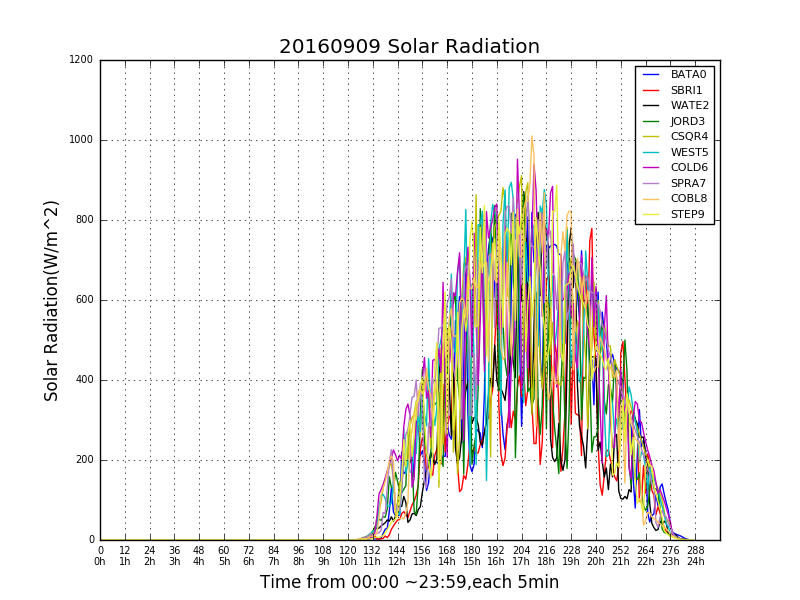 20160909 Solar Radiation
1200
1000
800
600
400
200
0
Solar Radiation(W/m^2)
BATA0
SBRI1
WATE2
JORD3
CSQR4
WEST5
COLD6
SPRA7
COBL8
STEP9
0 12 24 36 48 60 72 84 96 108 120 132 144 156 168 180 192 204 216 228 240 252 264 276 288
0h 1h 2h 3h 4h 5h 6h 7h 8h 9h 10h 11h 12h 13h 14h 15h 16h 17h 18h 19h 20h 21h 22h 23h 24h
Time from 00:00 ~23:59,each 5min